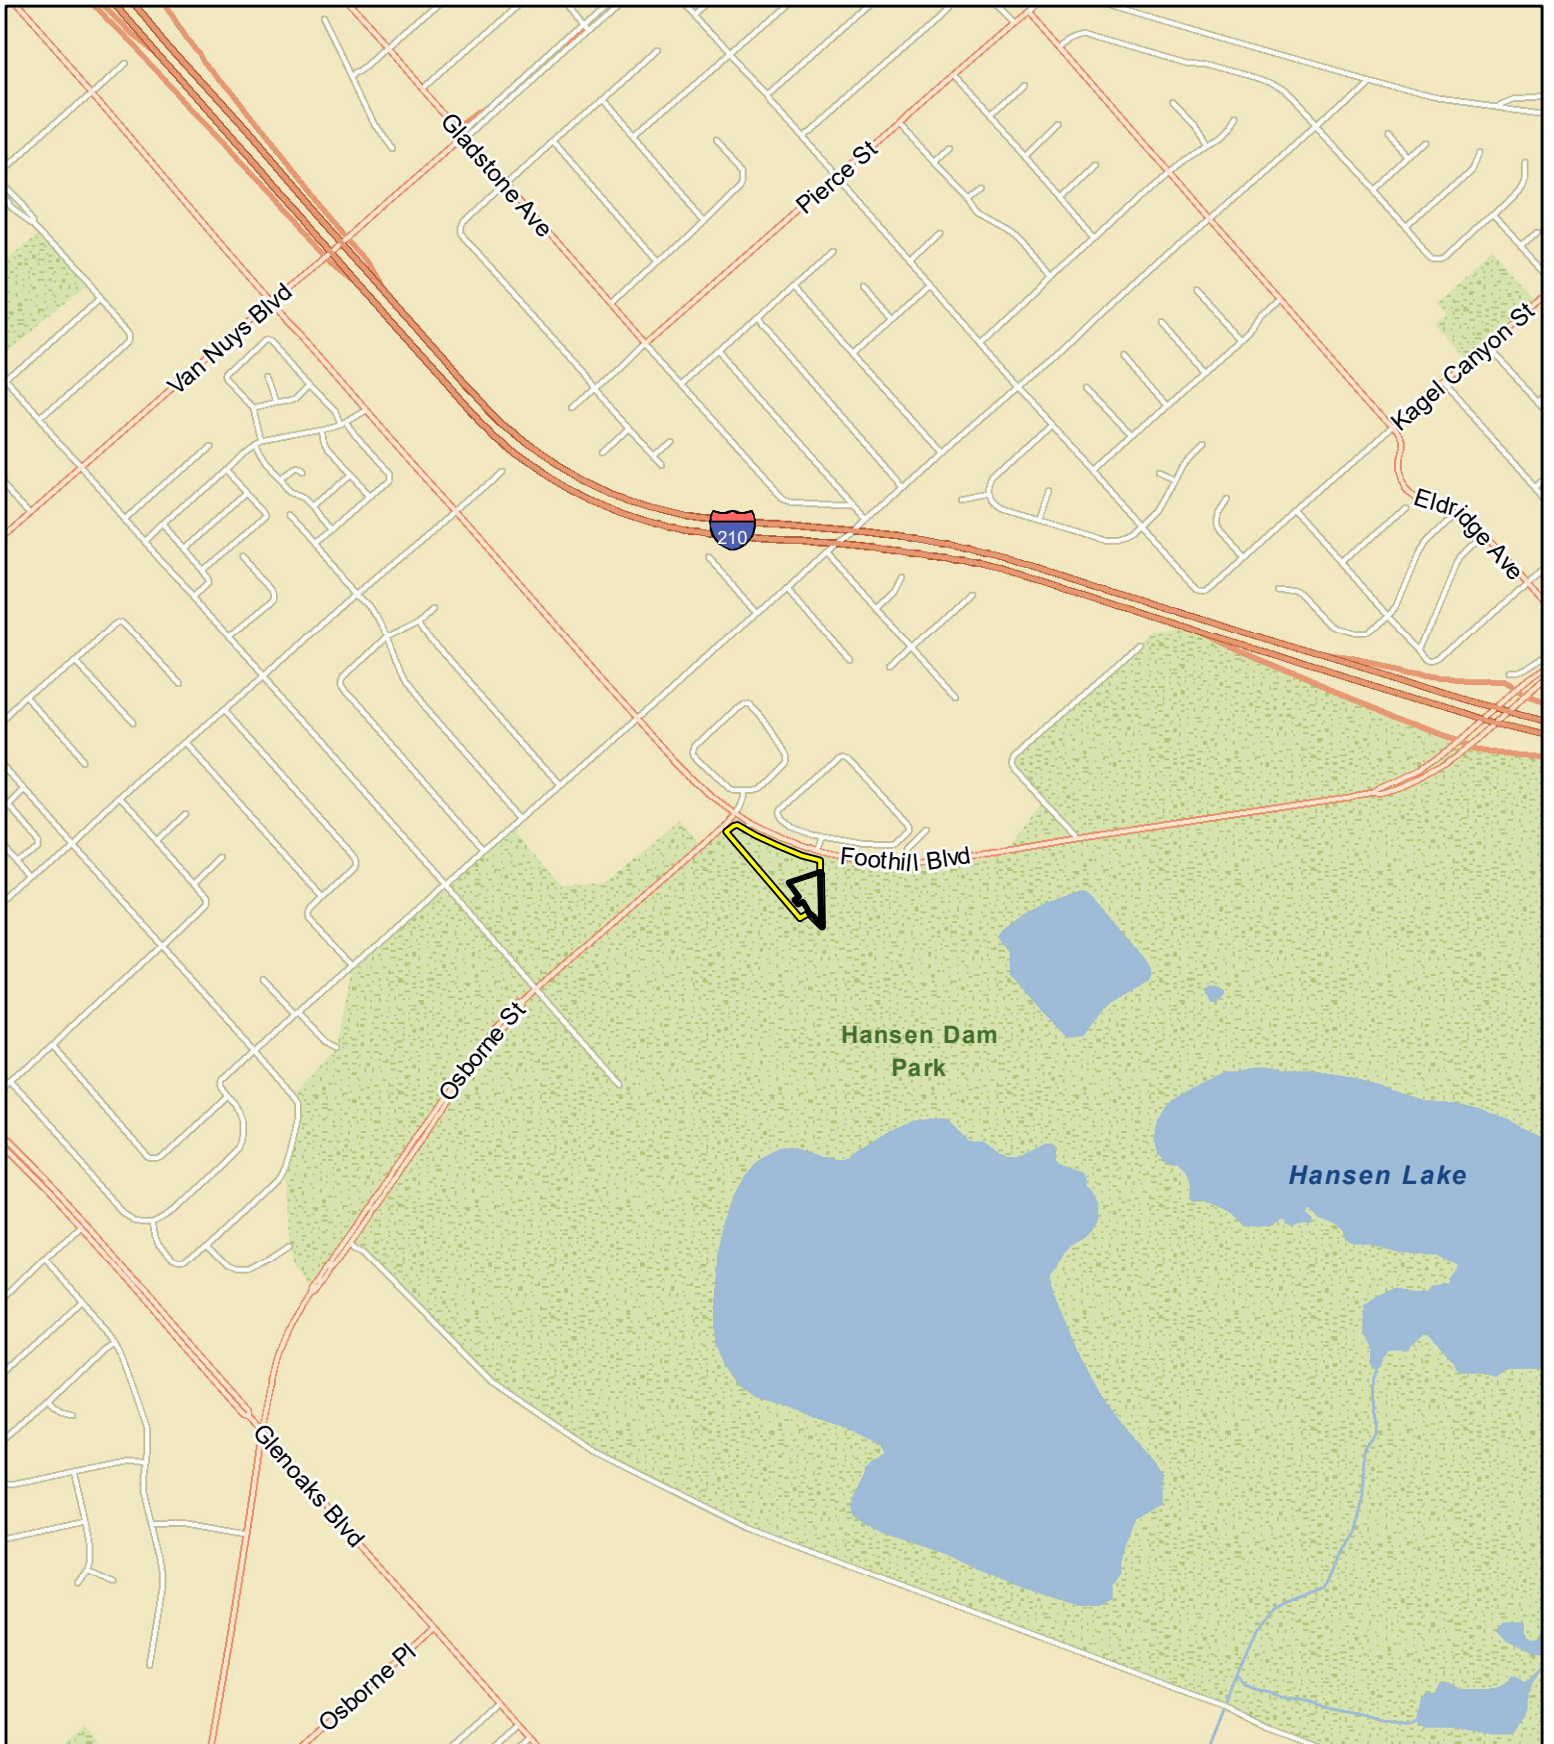 Gladstone Ave
Pierce St
Van Nuys Blvd
Kagel Canyon St
Eldridge Ave
210
Foothill Blvd
Osborne St
Hansen Dam
Park
Hansen Lake
Glenoaks Blvd
Osborne Pl